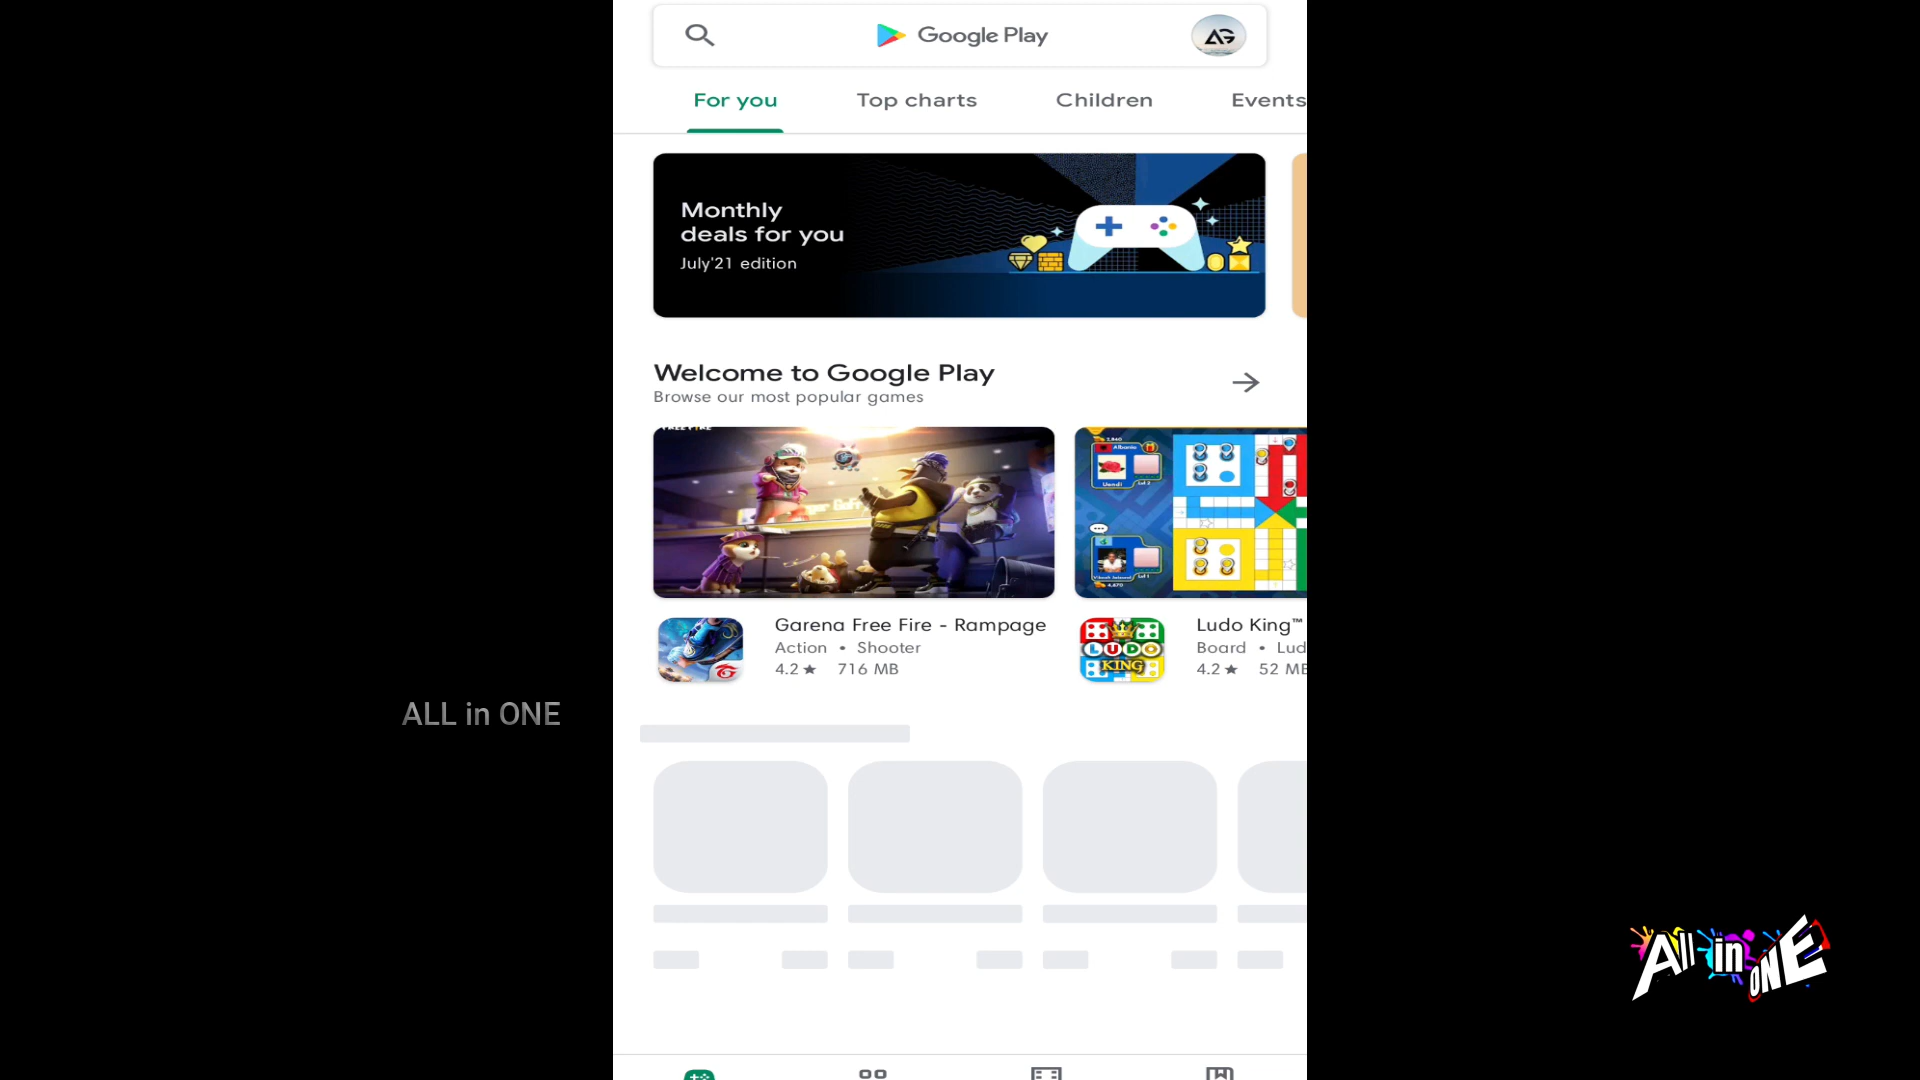 Google Play
AG
For you
Top charts
Children
Events
Monthly
deals for you
July'21 edition
Welcome to Google Play
Browse our most popular games
Garena Free Fire - Rampage
Action • Shooter
4.2★ 716 MB
Ludo King™
Board • Lud
4.2★ 52 MB
LUDO
KING
ALL in ONE
All in ONE